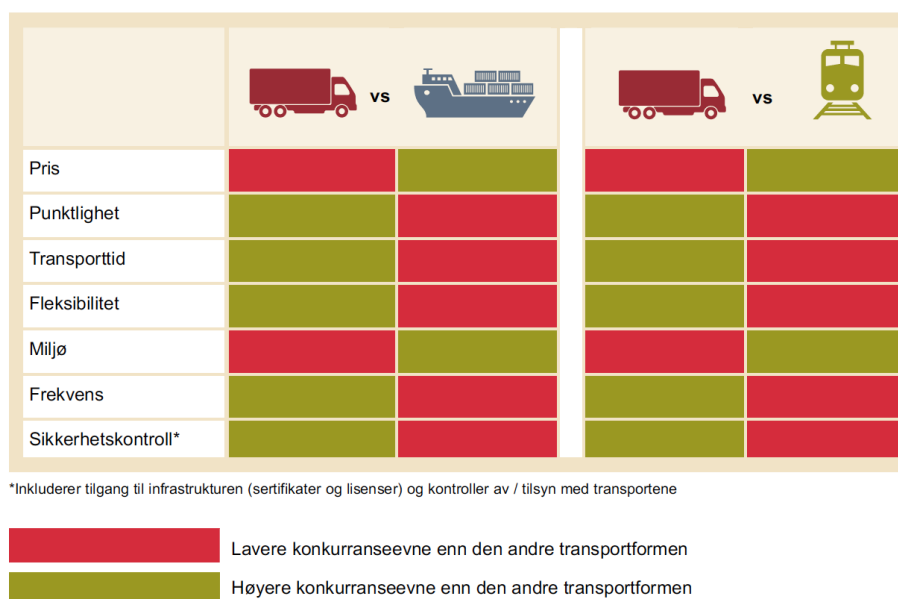 vs
vs
Pris
Punktlighet
Transporttid
Fleksibilitet
Miljø
Frekvens
Sikkerhetskontroll*
*Inkluderer tilgang til infrastrukturen (sertifikater og lisenser) og kontroller av / tilsyn med transportene
Lavere konkurranseevne enn den andre transportformen
Høyere konkurranseevne enn den andre transportformen